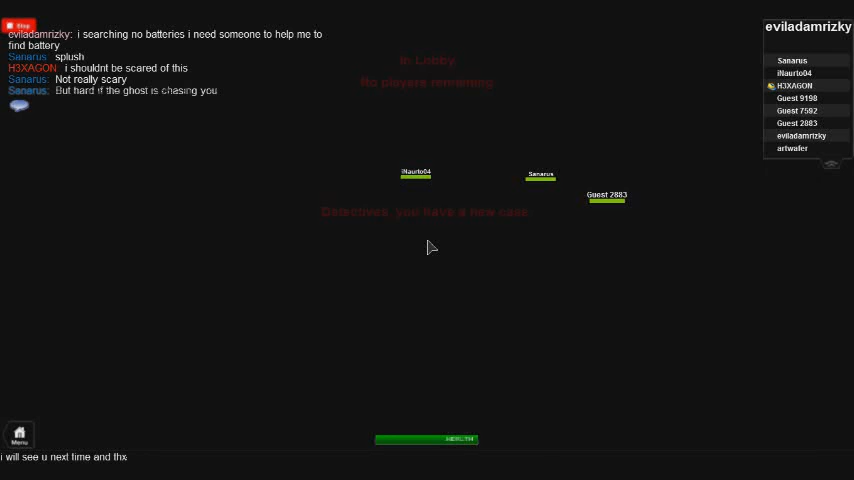 Stop
eviladamrizky: i searching no batteries i need someone to help me to
find battery
Sanarus: splush
H3XAGON: i shouldnt be scared of this
Sanarus: Not really scary
Sanarus: But hard if the ghost is chasing you
In Lobby
No players remaining
eviladamrizky
Sanarus
iNaurto04
H3XAGON
Guest 9198
Guest 7592
Guest 2883
eviladamrizky
artwafer
iNaurto04
Sanarus
Guest 2883
Detectives, you have a new case
HEALTH
Menu
i will see u next time and thx